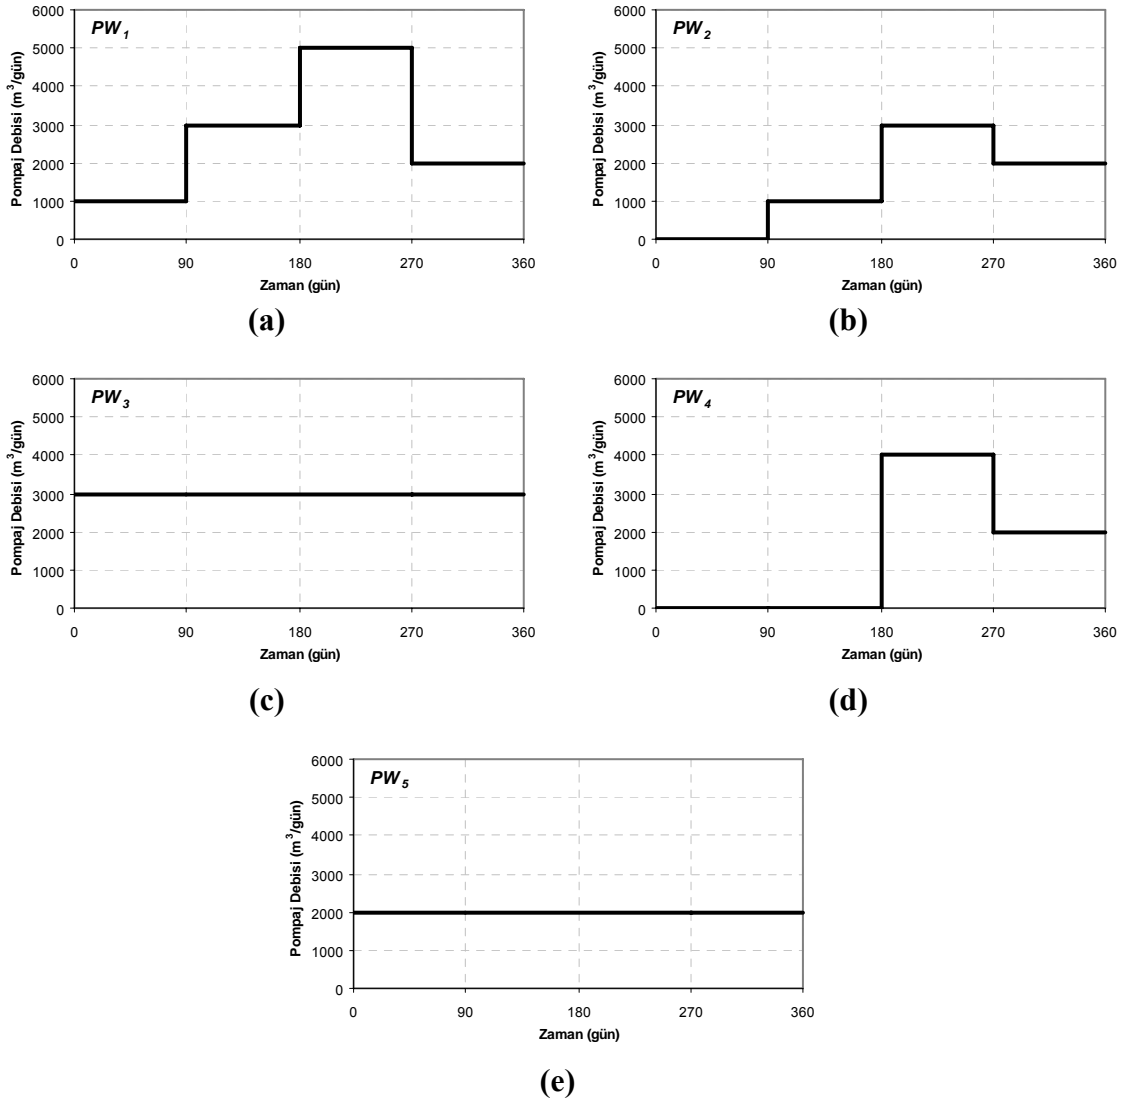 PW1
Pompaj Debisi (m3/gün)
6000
5000
4000
3000
2000
1000
0
0 90 180 270 360
Zaman (gün)
(a)
PW2
Pompaj Debisi (m3/gün)
6000
5000
4000
3000
2000
1000
0
0 90 180 270 360
Zaman (gün)
(b)
PW3
Pompaj Debisi (m3/gün)
6000
5000
4000
3000
2000
1000
0
0 90 180 270 360
Zaman (gün)
(c)
PW4
Pompaj Debisi (m3/gün)
6000
5000
4000
3000
2000
1000
0
0 90 180 270 360
Zaman (gün)
(d)
PW5
Pompaj Debisi (m3/gün)
6000
5000
4000
3000
2000
1000
0
0 90 180 270 360
Zaman (gün)
(e)